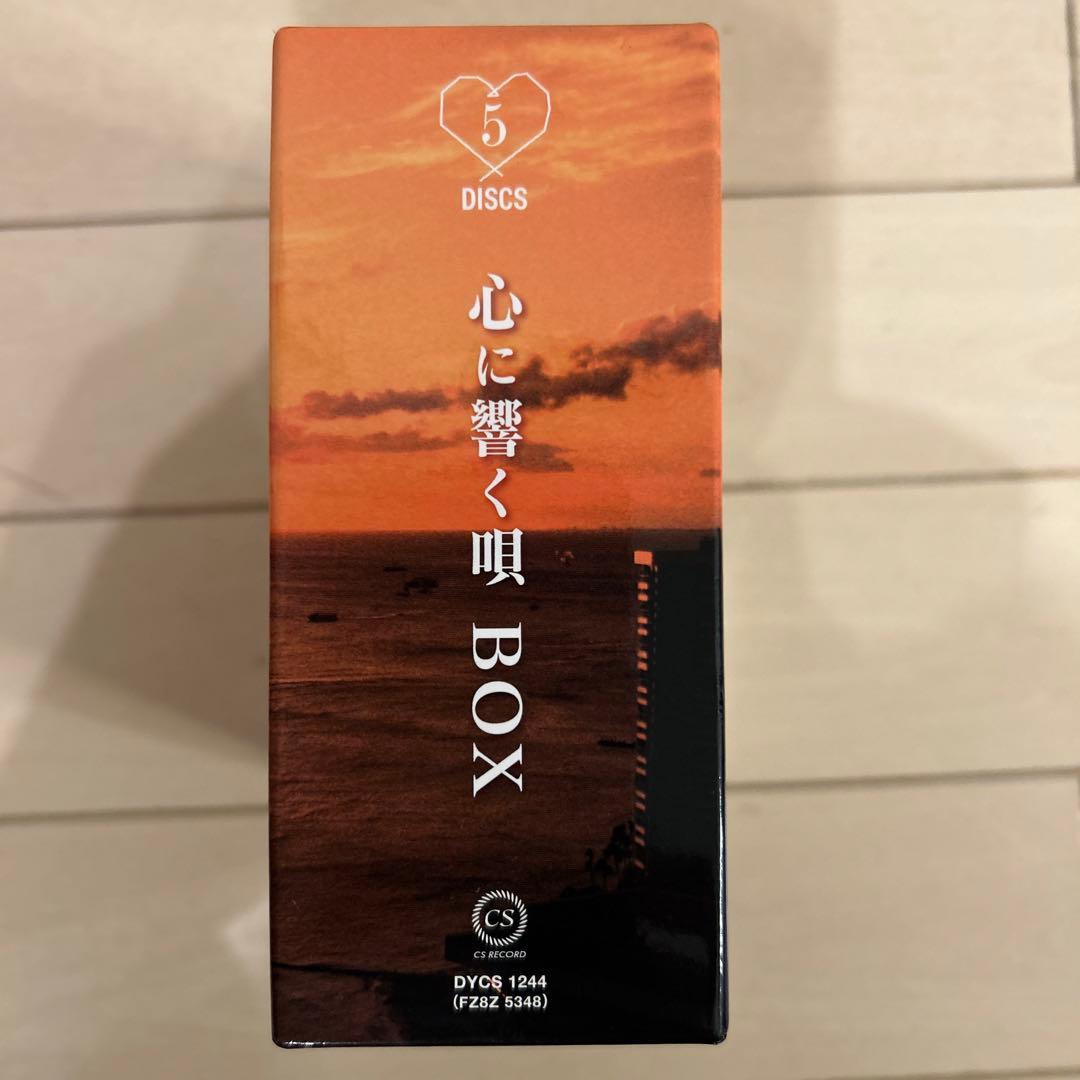 5
DISCS
心に響く唄 BOX
CS
CS RECORD
DYCS 1244
(FZ8Z 5348)